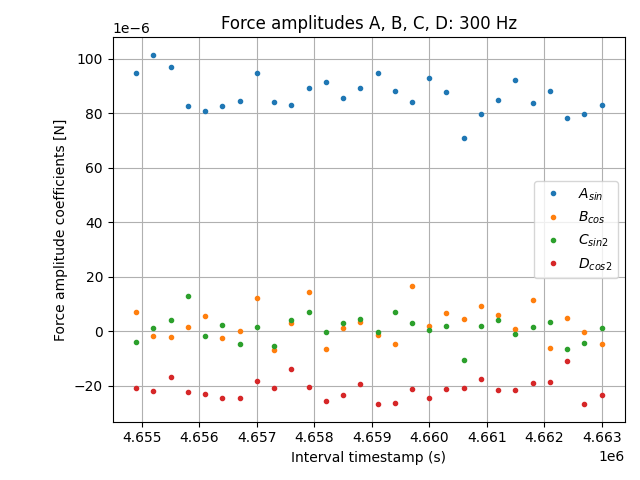 Force amplitudes A, B, C, D: 300 Hz
1e−6
Force amplitude coefficients [N]
100
80
60
40
20
0
−20
A_sin
B_cos
C_sin2
D_cos2
4.655 4.656 4.657 4.658 4.659 4.660 4.661 4.662 4.663
Interval timestamp (s)
1e6